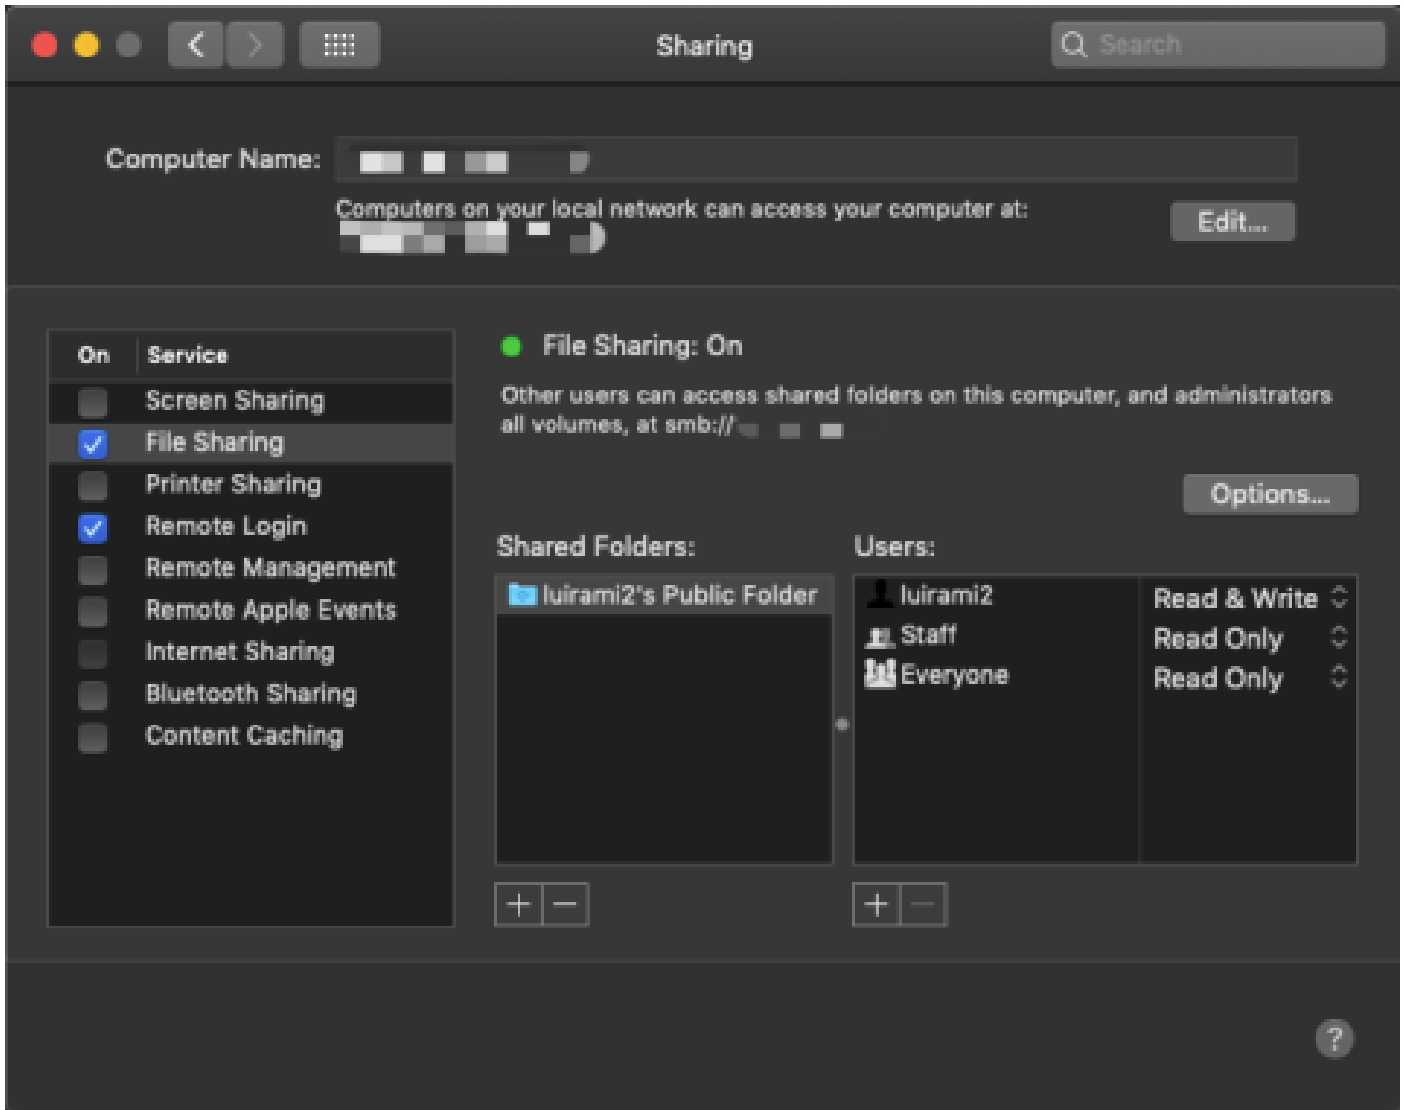 Sharing
Search
Computer Name:
Computers on your local network can access your computer at:
Edit...
On Service
Screen Sharing
File Sharing
Printer Sharing
Remote Login
Remote Management
Remote Apple Events
Internet Sharing
Bluetooth Sharing
Content Caching
File Sharing: On
Other users can access shared folders on this computer, and administrators
all volumes, at smb://
Options...
Shared Folders:
luirami2's Public Folder
Users:
luirami2 Read & Write
Staff Read Only
Everyone Read Only
?